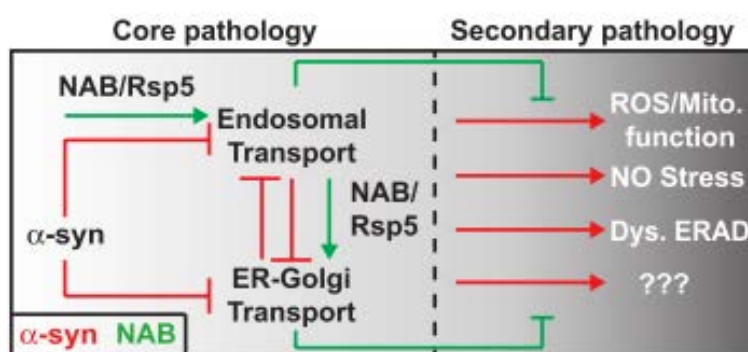 Core pathology
Secondary pathology
NAB/Rsp5
Endosomal
Transport
NAB/
Rsp5
α-syn
ER-Golgi
Transport
ROS/Mito.
function
NO Stress
Dys. ERAD
???
α-syn NAB